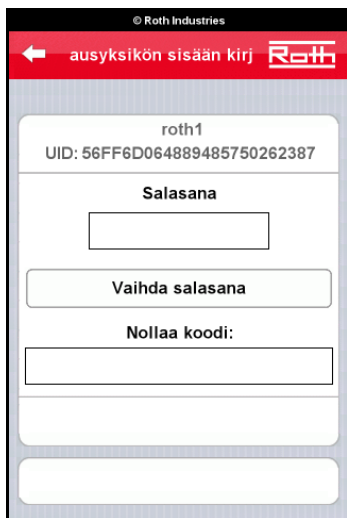 © Roth Industries
ausyksikön sisään kirj
Roth
roth1
UID: 56FF6D064889485750262387
Salasana
Vaihda salasana
Nollaa koodi: